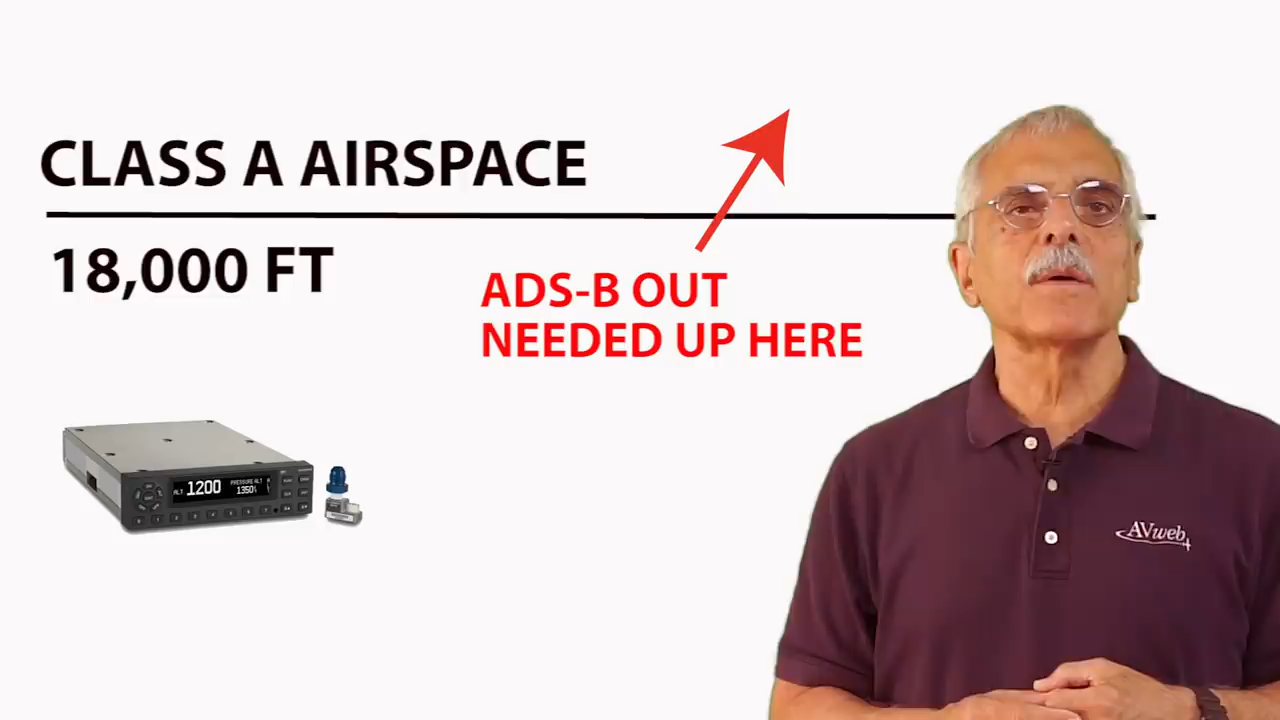 CLASS A AIRSPACE
18,000 FT
ADS-B OUT
NEEDED UP HERE
ALT 1200
PRESSURE ALT
AVweb